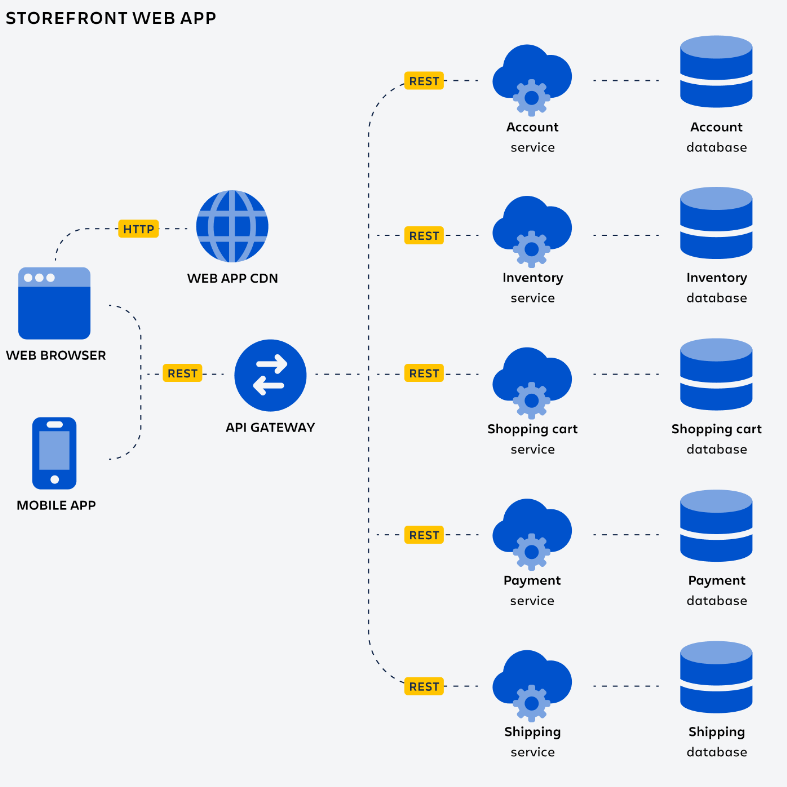 STOREFRONT WEB APP
REST
Account
service
Account
database
HTTP
WEB APP CDN
WEB BROWSER
REST
Inventory
service
Inventory
database
REST
API GATEWAY
MOBILE APP
REST
Shopping cart
service
Shopping cart
database
REST
Payment
service
Payment
database
REST
Shipping
service
Shipping
database